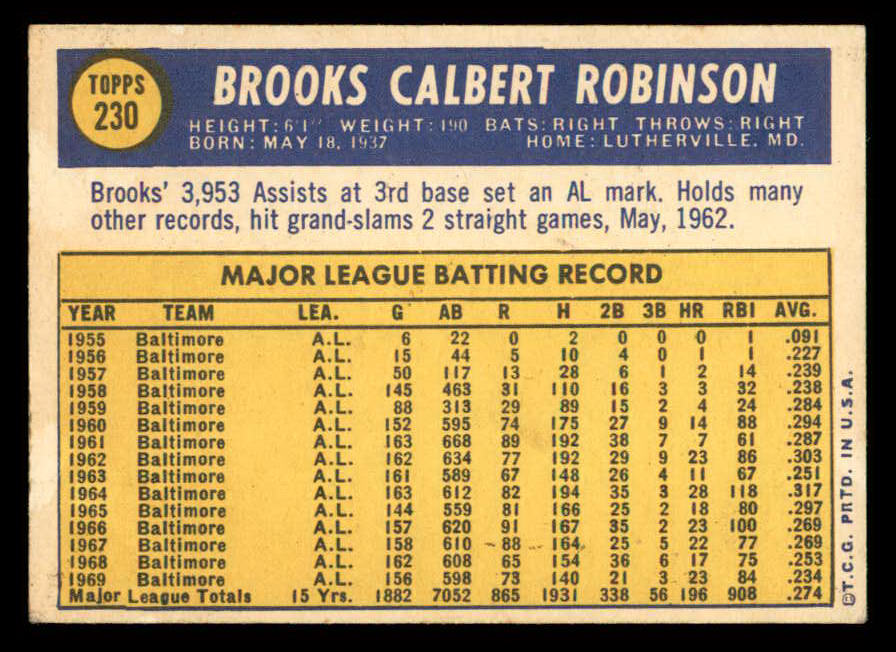 TOPPS
230
BROOKS CALBERT ROBINSON
HEIGHT: 6'1" WEIGHT: 190 BATS: RIGHT THROWS: RIGHT
BORN: MAY 18, 1937 HOME: LUTHERVILLE, MD.
Brooks' 3,953 Assists at 3rd base set an AL mark. Holds many
other records, hit grand-slams 2 straight games, May, 1962.
MAJOR LEAGUE BATTING RECORD
YEAR TEAM LEA. G AB R H 2B 3B HR RBI AVG.
1955 Baltimore A.L. 6 22 0 2 0 0 0 1 .091
1956 Baltimore A.L. 15 44 5 10 4 0 1 1 .227
1957 Baltimore A.L. 50 117 13 28 6 1 2 14 .239
1958 Baltimore A.L. 145 463 31 110 16 3 3 32 .238
1959 Baltimore A.L. 88 313 29 89 15 2 4 24 .284
1960 Baltimore A.L. 152 595 74 175 27 9 14 88 .294
1961 Baltimore A.L. 163 668 89 192 38 7 7 61 .287
1962 Baltimore A.L. 162 634 77 192 29 9 23 86 .303
1963 Baltimore A.L. 161 589 67 148 26 4 11 67 .251
1964 Baltimore A.L. 163 612 82 194 35 3 28 118 .317
1965 Baltimore A.L. 144 559 81 166 25 2 18 80 .297
1966 Baltimore A.L. 157 620 91 167 35 2 23 100 .269
1967 Baltimore A.L. 158 610 88 164 25 5 22 77 .269
1968 Baltimore A.L. 162 608 65 154 36 6 17 75 .253
1969 Baltimore A.L. 156 598 73 140 21 3 23 84 .234
Major League Totals 15 Yrs. 1882 7052 865 1931 338 56 196 908 .274
©T.C.G. PRTD. IN U.S.A.